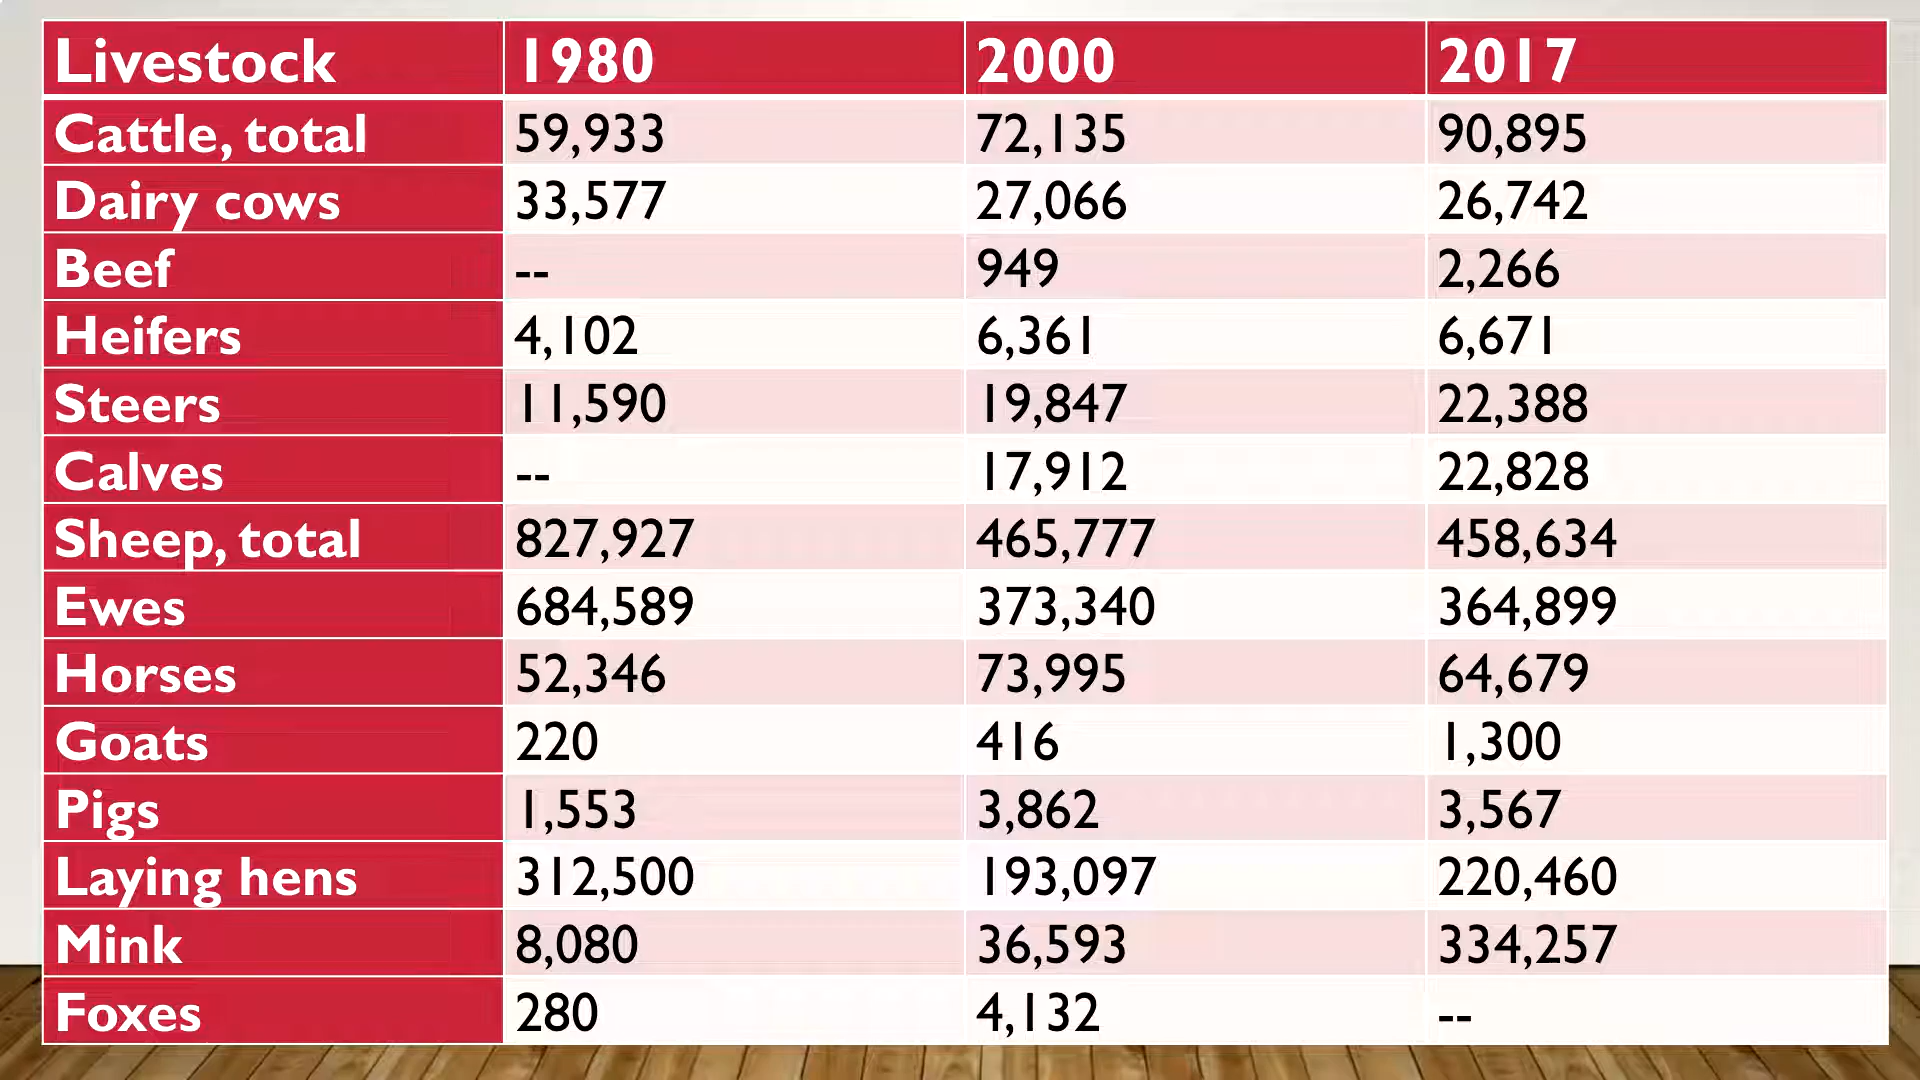 Livestock 1980 2000 2017
Cattle, total 59,933 72,135 90,895
Dairy cows 33,577 27,066 26,742
Beef -- 949 2,266
Heifers 4,102 6,361 6,671
Steers 11,590 19,847 22,388
Calves -- 17,912 22,828
Sheep, total 827,927 465,777 458,634
Ewes 684,589 373,340 364,899
Horses 52,346 73,995 64,679
Goats 220 416 1,300
Pigs 1,553 3,862 3,567
Laying hens 312,500 193,097 220,460
Mink 8,080 36,593 334,257
Foxes 280 4,132 --